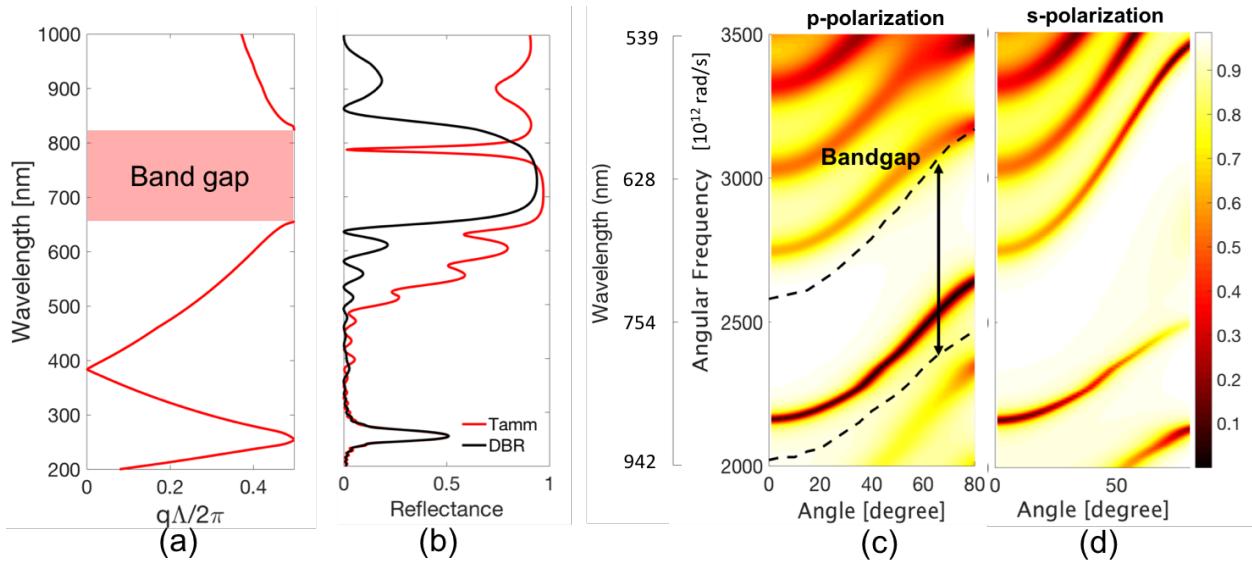 1000
900
800
700
600
500
400
300
200
Wavelength [nm]
Band gap
0
0.2
0.4
qΛ/2π
(a)
Tamm
DBR
0
0.5
1
Reflectance
(b)
539
628
754
942
Wavelength (nm)
p-polarization
3500
3000
2500
2000
Angular Frequency [10¹² rad/s]
Bandgap
0
20
40
60
80
Angle [degree]
(c)
s-polarization
50
Angle [degree]
(d)
0.9
0.8
0.7
0.6
0.5
0.4
0.3
0.2
0.1